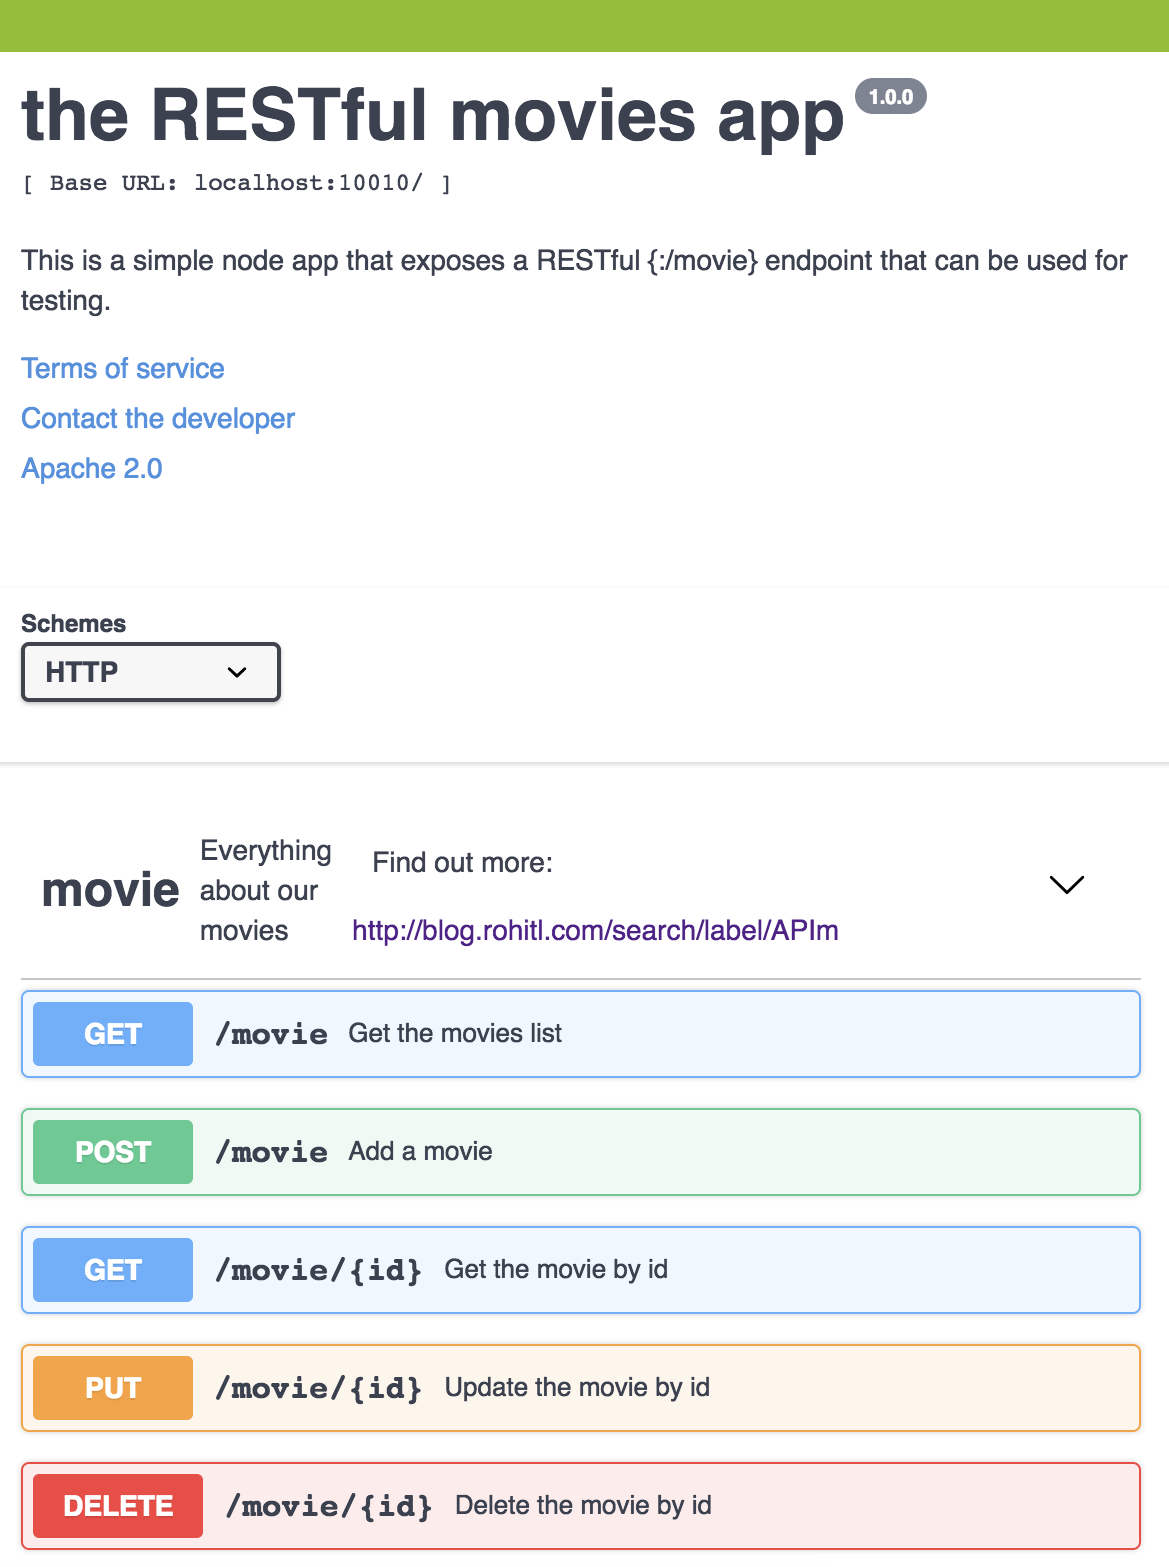 the RESTful movies app 1.0.0
[ Base URL: localhost:10010/ ]
This is a simple node app that exposes a RESTful {:/movie} endpoint that can be used for
testing.
Terms of service
Contact the developer
Apache 2.0
Schemes
HTTP
movie
Everything
about our
movies
Find out more:
http://blog.rohitl.com/search/label/APIm
GET /movie Get the movies list
POST /movie Add a movie
GET /movie/{id} Get the movie by id
PUT /movie/{id} Update the movie by id
DELETE /movie/{id} Delete the movie by id